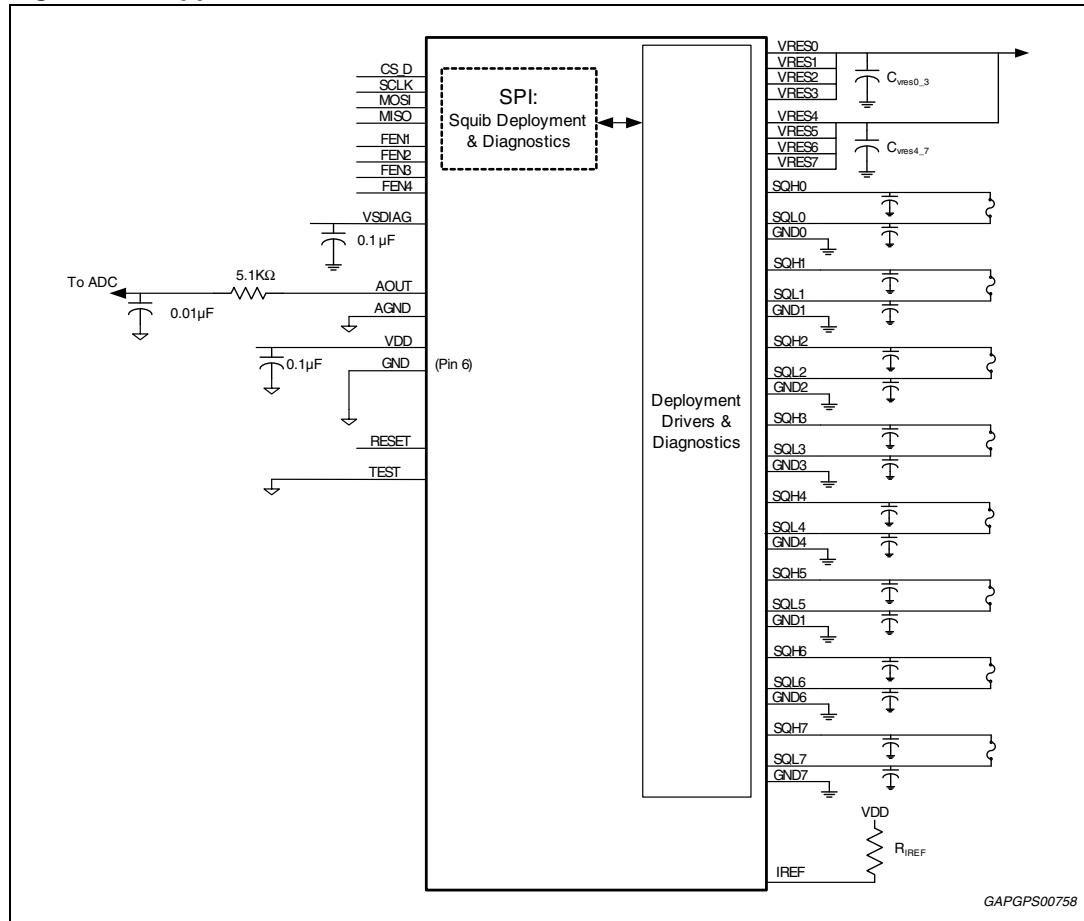 CS_D
SCLK
MOSI
MISO
FEN1
FEN2
FEN3
FEN4
VSDIAG
0.1µF
To ADC
5.1KΩ
AOUT
0.01µF
AGND
VDD
0.1µF
GND
(Pin 6)
RESET
TEST
SPI:
Squib Deployment
& Diagnostics
Deployment
Drivers &
Diagnostics
VRES0
VRES1
VRES2
VRES3
Cvres0_3
VRES4
VRES5
VRES6
VRES7
Cvres4_7
SQH0
SQL0
GND0
SQH1
SQL1
GND1
SQH2
SQL2
GND2
SQH3
SQL3
GND3
SQH4
SQL4
GND4
SQH5
SQL5
GND1
SQH6
SQL6
GND6
SQH7
SQL7
GND7
VDD
RIREF
IREF
GAPGPS00758